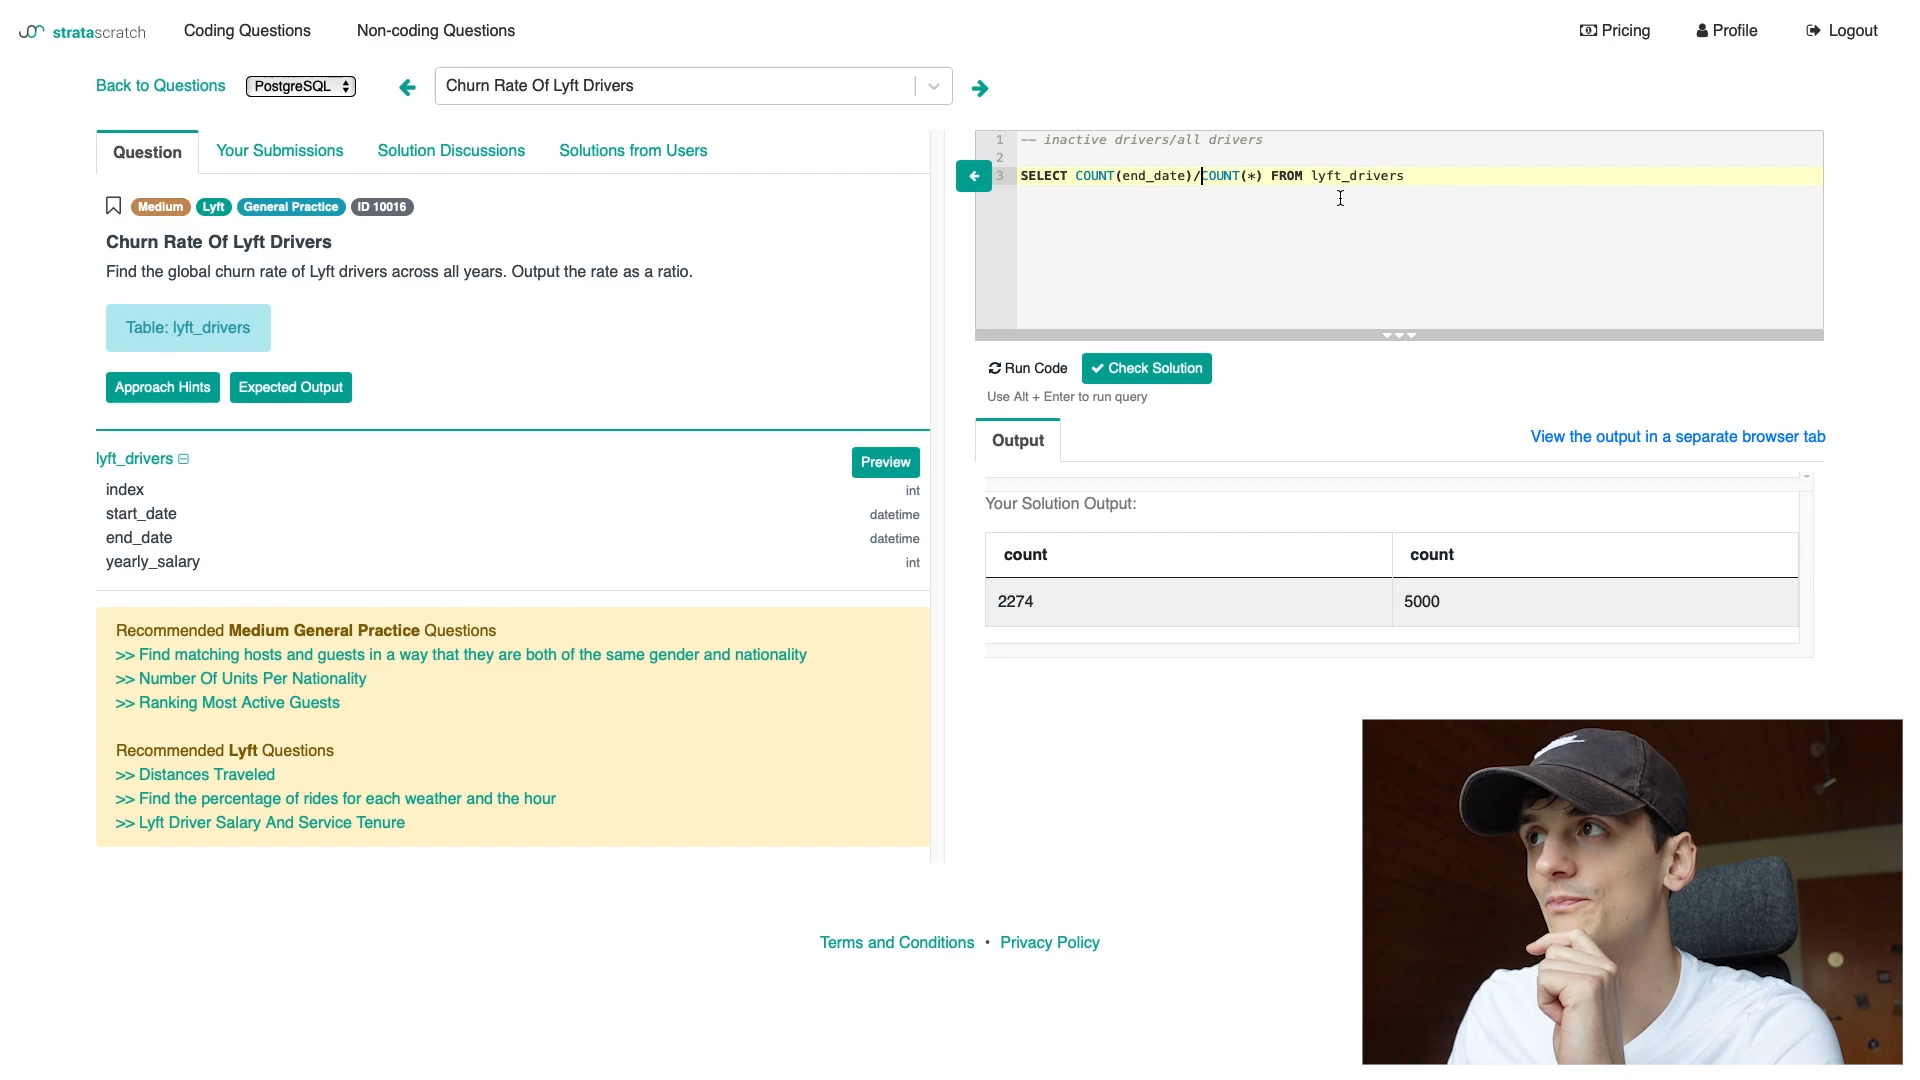 stratascratch
Coding Questions
Non-coding Questions
Pricing
Profile
Logout
Back to Questions
PostgreSQL
Churn Rate Of Lyft Drivers
Question
Your Submissions
Solution Discussions
Solutions from Users
Medium
Lyft
General Practice
ID 10016
Churn Rate Of Lyft Drivers
Find the global churn rate of Lyft drivers across all years. Output the rate as a ratio.
Table: lyft_drivers
Approach Hints
Expected Output
lyft_drivers
Preview
index int
start_date datetime
end_date datetime
yearly_salary int
Recommended Medium General Practice Questions
>> Find matching hosts and guests in a way that they are both of the same gender and nationality
>> Number Of Units Per Nationality
>> Ranking Most Active Guests
Recommended Lyft Questions
>> Distances Traveled
>> Find the percentage of rides for each weather and the hour
>> Lyft Driver Salary And Service Tenure
1 -- inactive drivers/all drivers
2
3 SELECT COUNT(end_date)/COUNT(*) FROM lyft_drivers
Run Code
Check Solution
Use Alt + Enter to run query
Output
View the output in a separate browser tab
Your Solution Output:
count count
2274 5000
Terms and Conditions • Privacy Policy